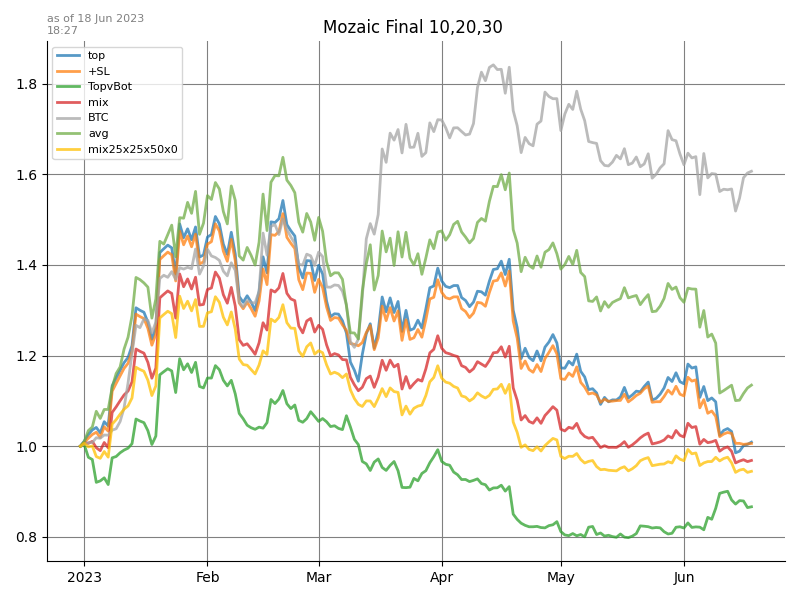 as of 18 Jun 2023
18:27
Mozaic Final 10,20,30
top
+SL
TopvBot
mix
BTC
avg
mix25x25x50x0
1.8
1.6
1.4
1.2
1.0
0.8
2023 Feb Mar Apr May Jun